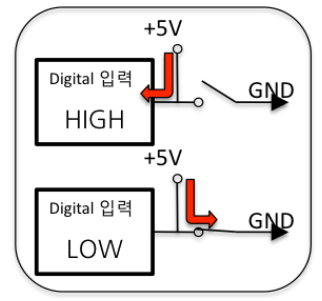 +5V
Digital 입력
HIGH
GND
+5V
Digital 입력
LOW
GND